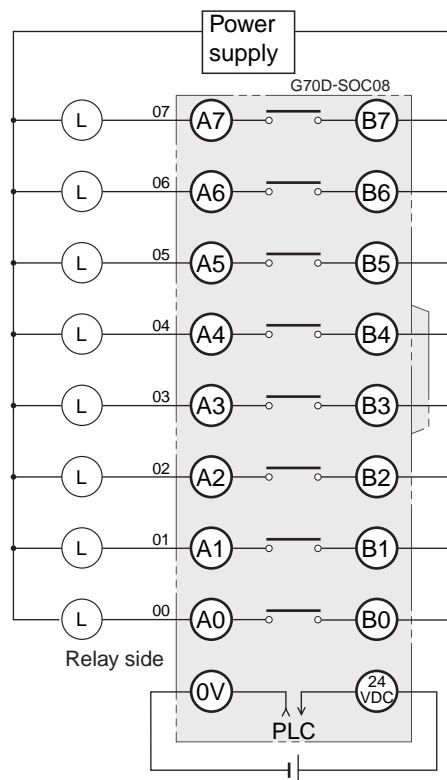 Power
supply
G70D-SOC08
L 07 A7 B7
L 06 A6 B6
L 05 A5 B5
L 04 A4 B4
L 03 A3 B3
L 02 A2 B2
L 01 A1 B1
L 00 A0 B0
Relay side
0V 24
VDC
PLC